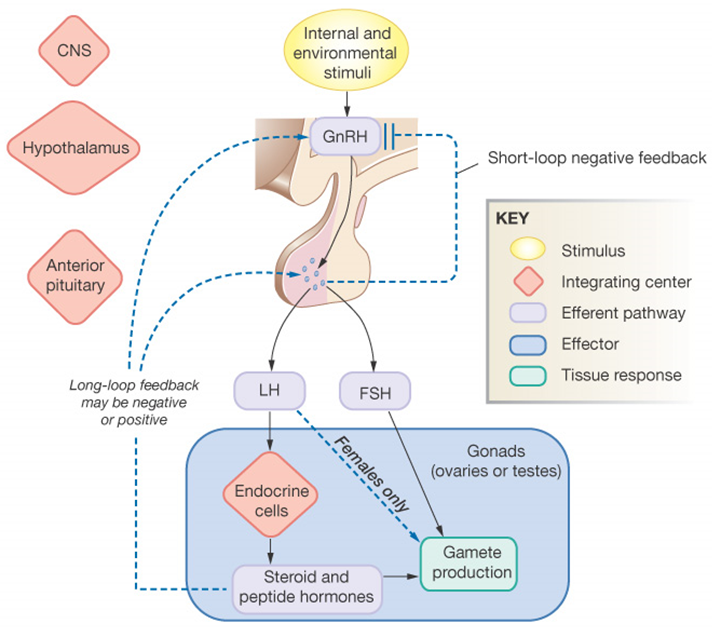 CNS
Internal and
environmental
stimuli
Hypothalamus
GnRH
Short-loop negative feedback
KEY
Stimulus
Integrating center
Efferent pathway
Effector
Tissue response
Anterior
pituitary
Long-loop feedback
may be negative
or positive
LH
FSH
Females only
Gonads
(ovaries or testes)
Endocrine
cells
Gamete
production
Steroid and
peptide hormones